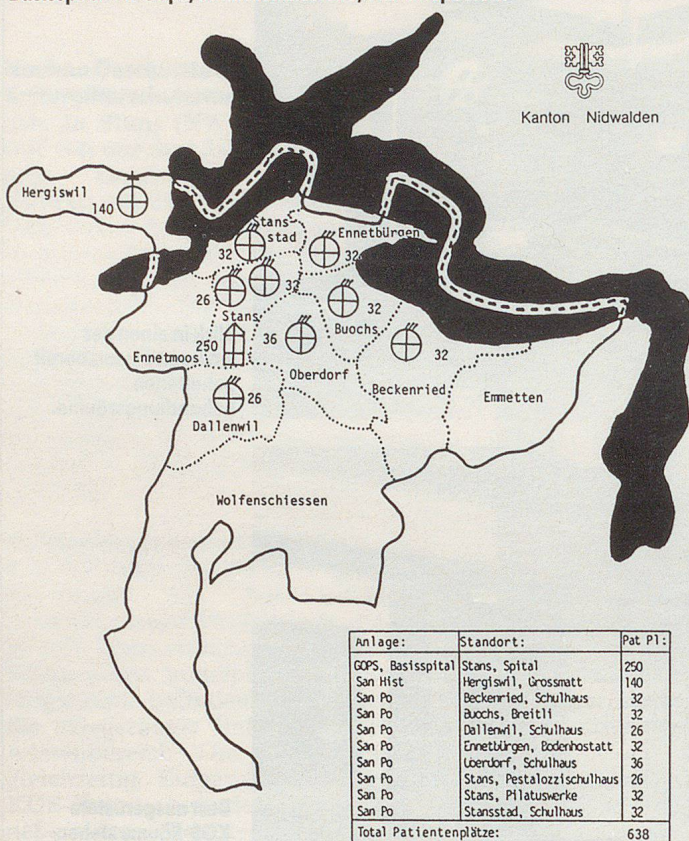 Kanton Nidwalden
Hergiswil
140
Stans
stad
Ennetbürgen
32
32
26
32
32
Stans
Buochs
250
36
32
Ennetmoos
Oberdorf
Beckenried
Emmetten
26
Dallenwil
Wolfenschiessen
Anlage: Standort: Pat Pl:
GOPS, Basisspital Stans, Spital 250
San Hist Hergiswil, Grossmatt 140
San Po Beckenried, Schulhaus 32
San Po Buochs, Breitli 32
San Po Dallenwil, Schulhaus 26
San Po Ennetbürgen, Bodenhostatt 32
San Po Oberdorf, Schulhaus 36
San Po Stans, Pestalozzischulhaus 26
San Po Stans, Pilatuswerke 32
San Po Stansstad, Schulhaus 32
Total Patientenplätze: 638